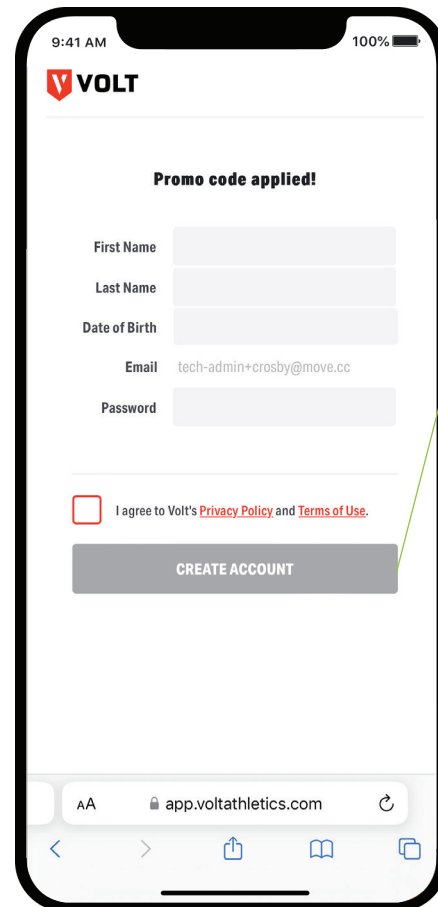 9:41 AM 100%
VOLT
Promo code applied!
First Name
Last Name
Date of Birth
Email tech-admin+crosby@move.cc
Password
I agree to Volt's Privacy Policy and Terms of Use.
CREATE ACCOUNT
AA app.voltathletics.com